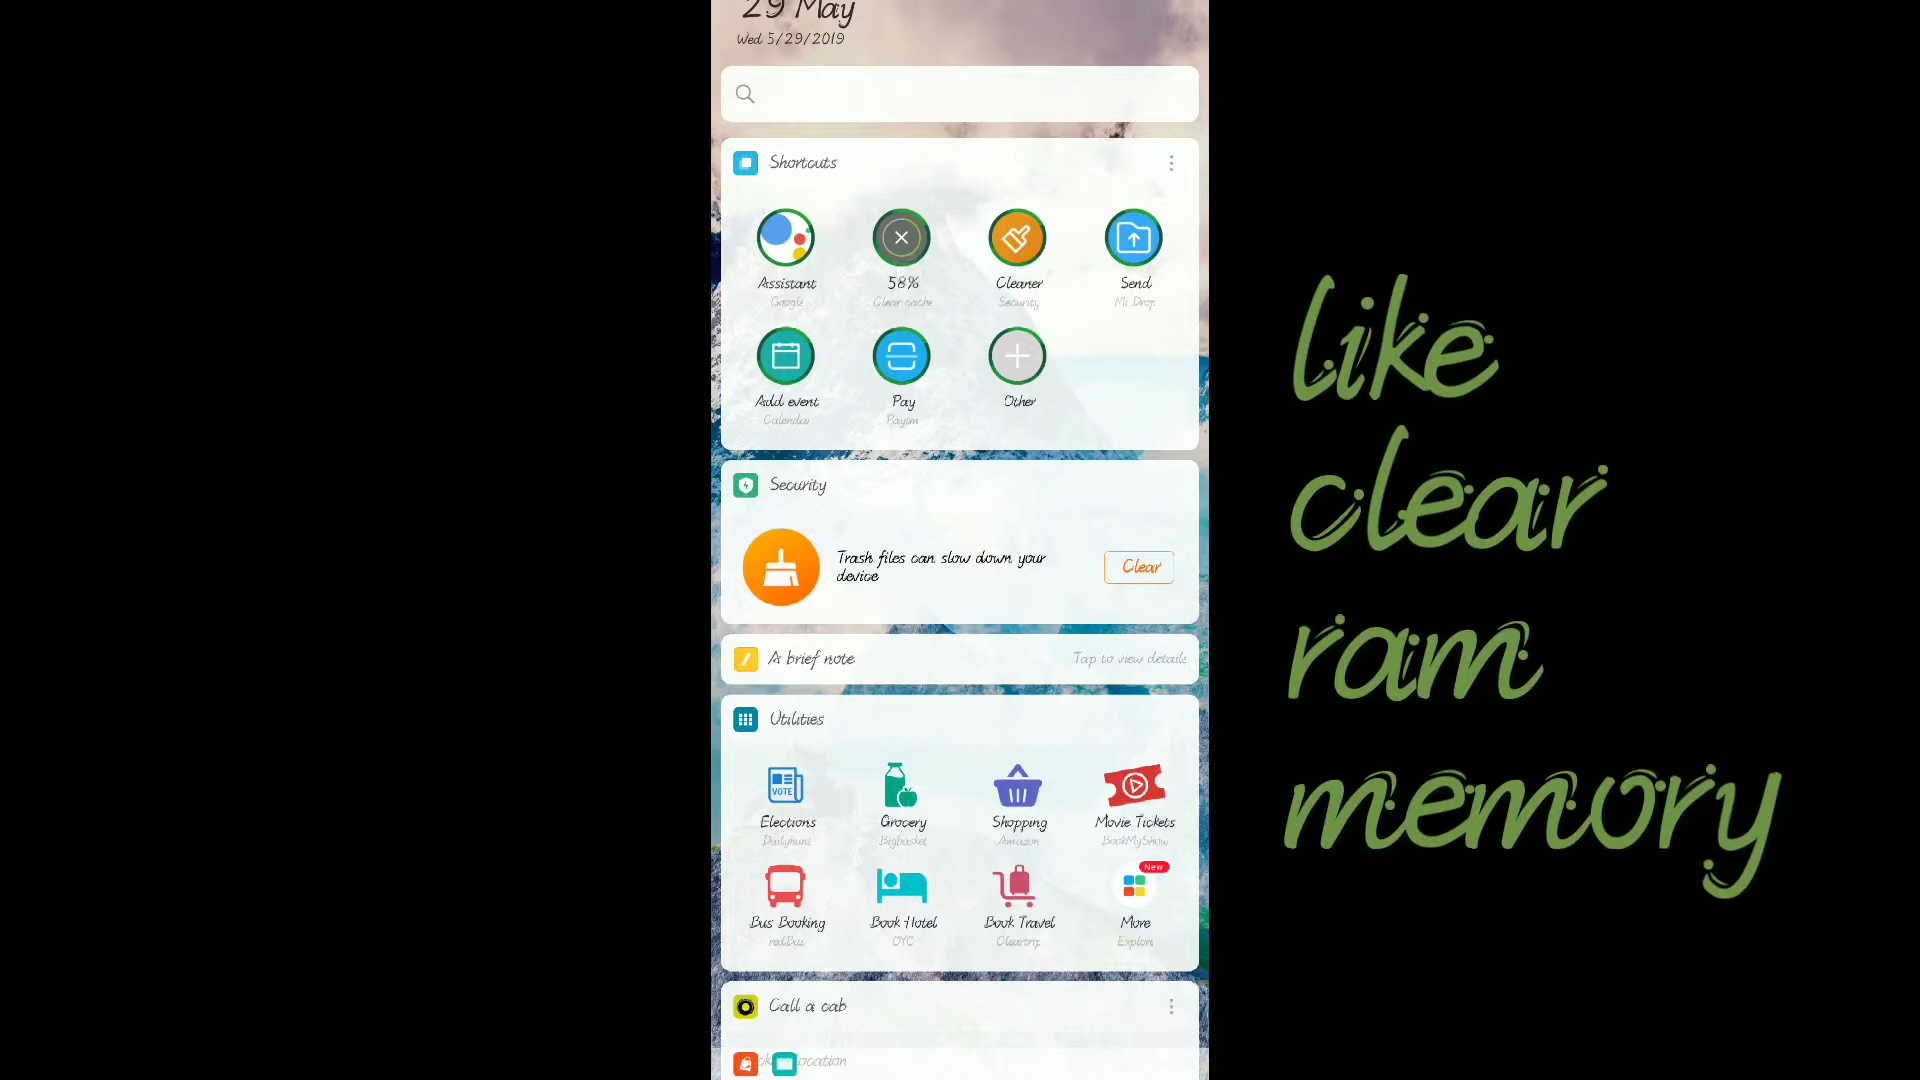 29 May
Wed 5/29/2019
Shortcuts
Assistant
Google
58%
Clear cache
Cleaner
Security
Send
Mi Drop
Add event
Calendar
Pay
Paytm
Other
Security
Trash files can slow down your
device
Clear
A brief note
Tap to view details
Utilities
VOTE
Elections
Dailyhunt
Grocery
Bigbasket
Shopping
Amazon
Movie Tickets
BookMyShow
Bus Booking
redBus
Book Hotel
OYO
Book Travel
Cleartrip
New
More
Explore
Call a cab
location
like
clear
ram
memory